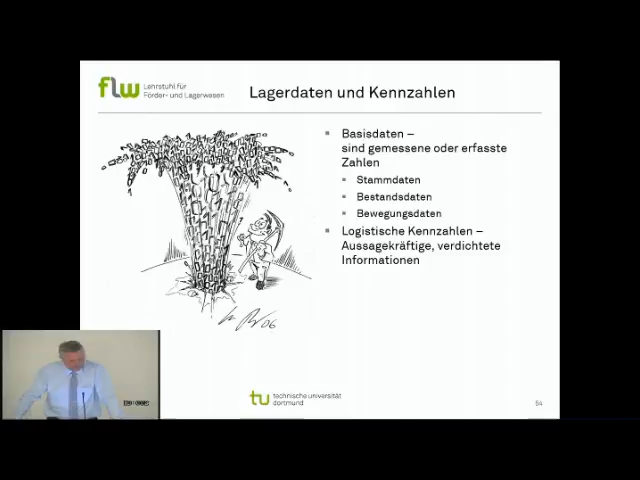 flw
Lehrstuhl für
Förder- und Lagerwesen
Lagerdaten und Kennzahlen
Basisdaten –
sind gemessene oder erfasste
Zahlen
Stammdaten
Bestandsdaten
Bewegungsdaten
Logistische Kennzahlen –
Aussagekräftige, verdichtete
Informationen
tu
technische universität
dortmund
54